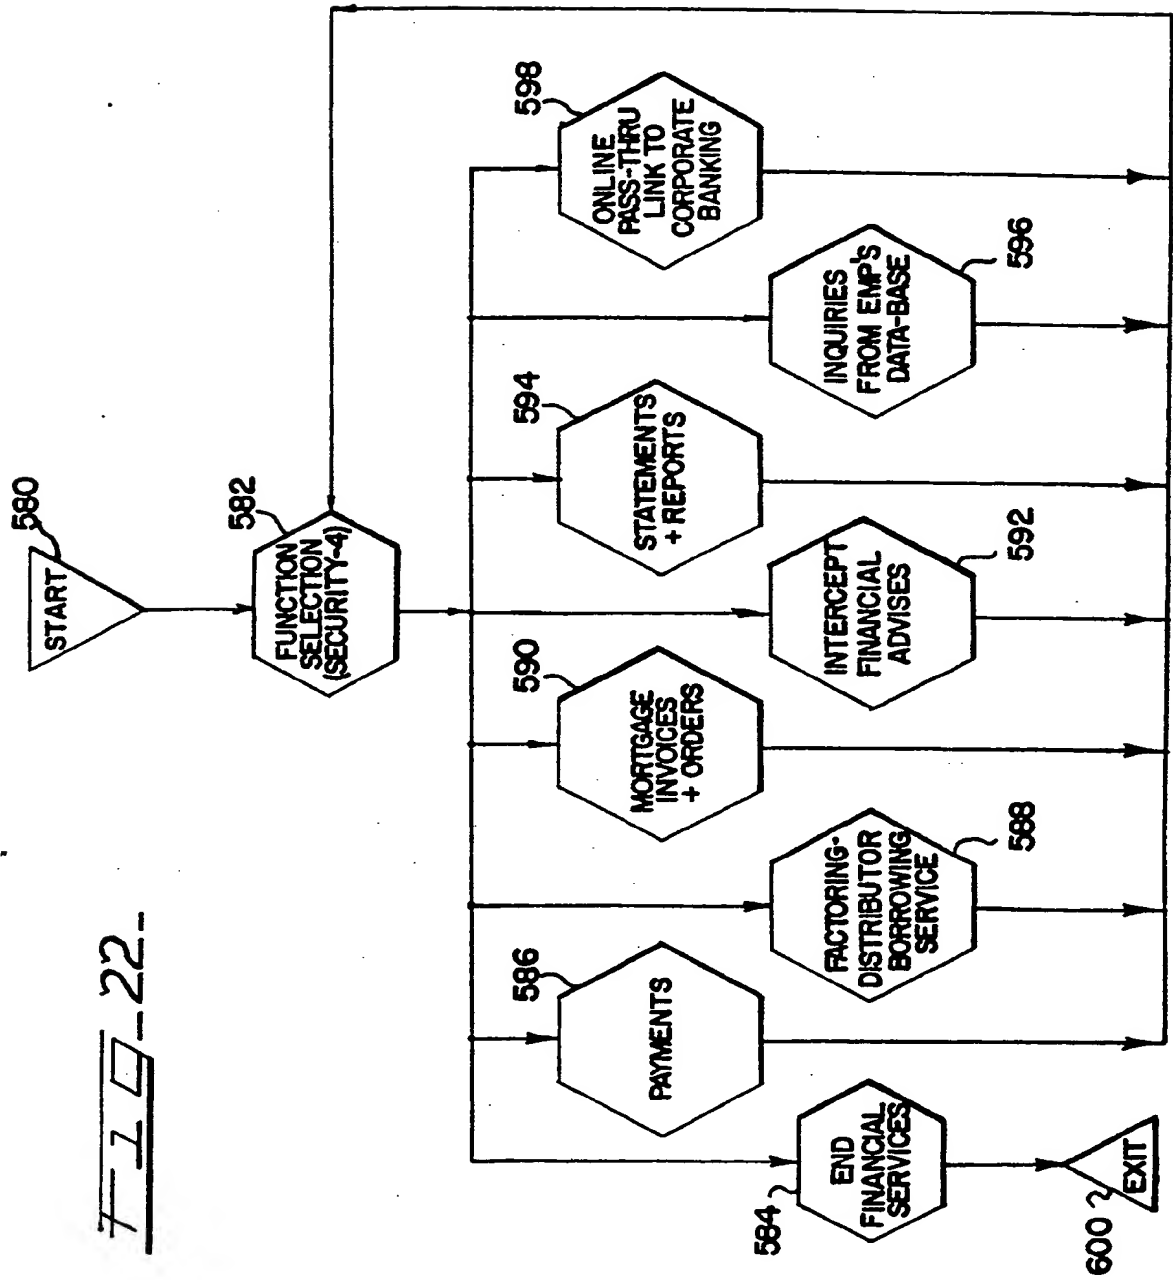 FIG_22_
580
START
582
FUNCTION
SELECTION
(SECURITY-4)
598
ONLINE
PASS-THRU
LINK TO
CORPORATE
BANKING
594
STATEMENTS
+ REPORTS
590
MORTGAGE
INVOICES
+ ORDERS
586
PAYMENTS
596
INQUIRIES
FROM EMP'S
DATA-BASE
592
INTERCEPT
FINANCIAL
ADVISES
588
FACTORING-
DISTRIBUTOR
BORROWING
SERVICE
584
END
FINANCIAL
SERVICES
600
EXIT